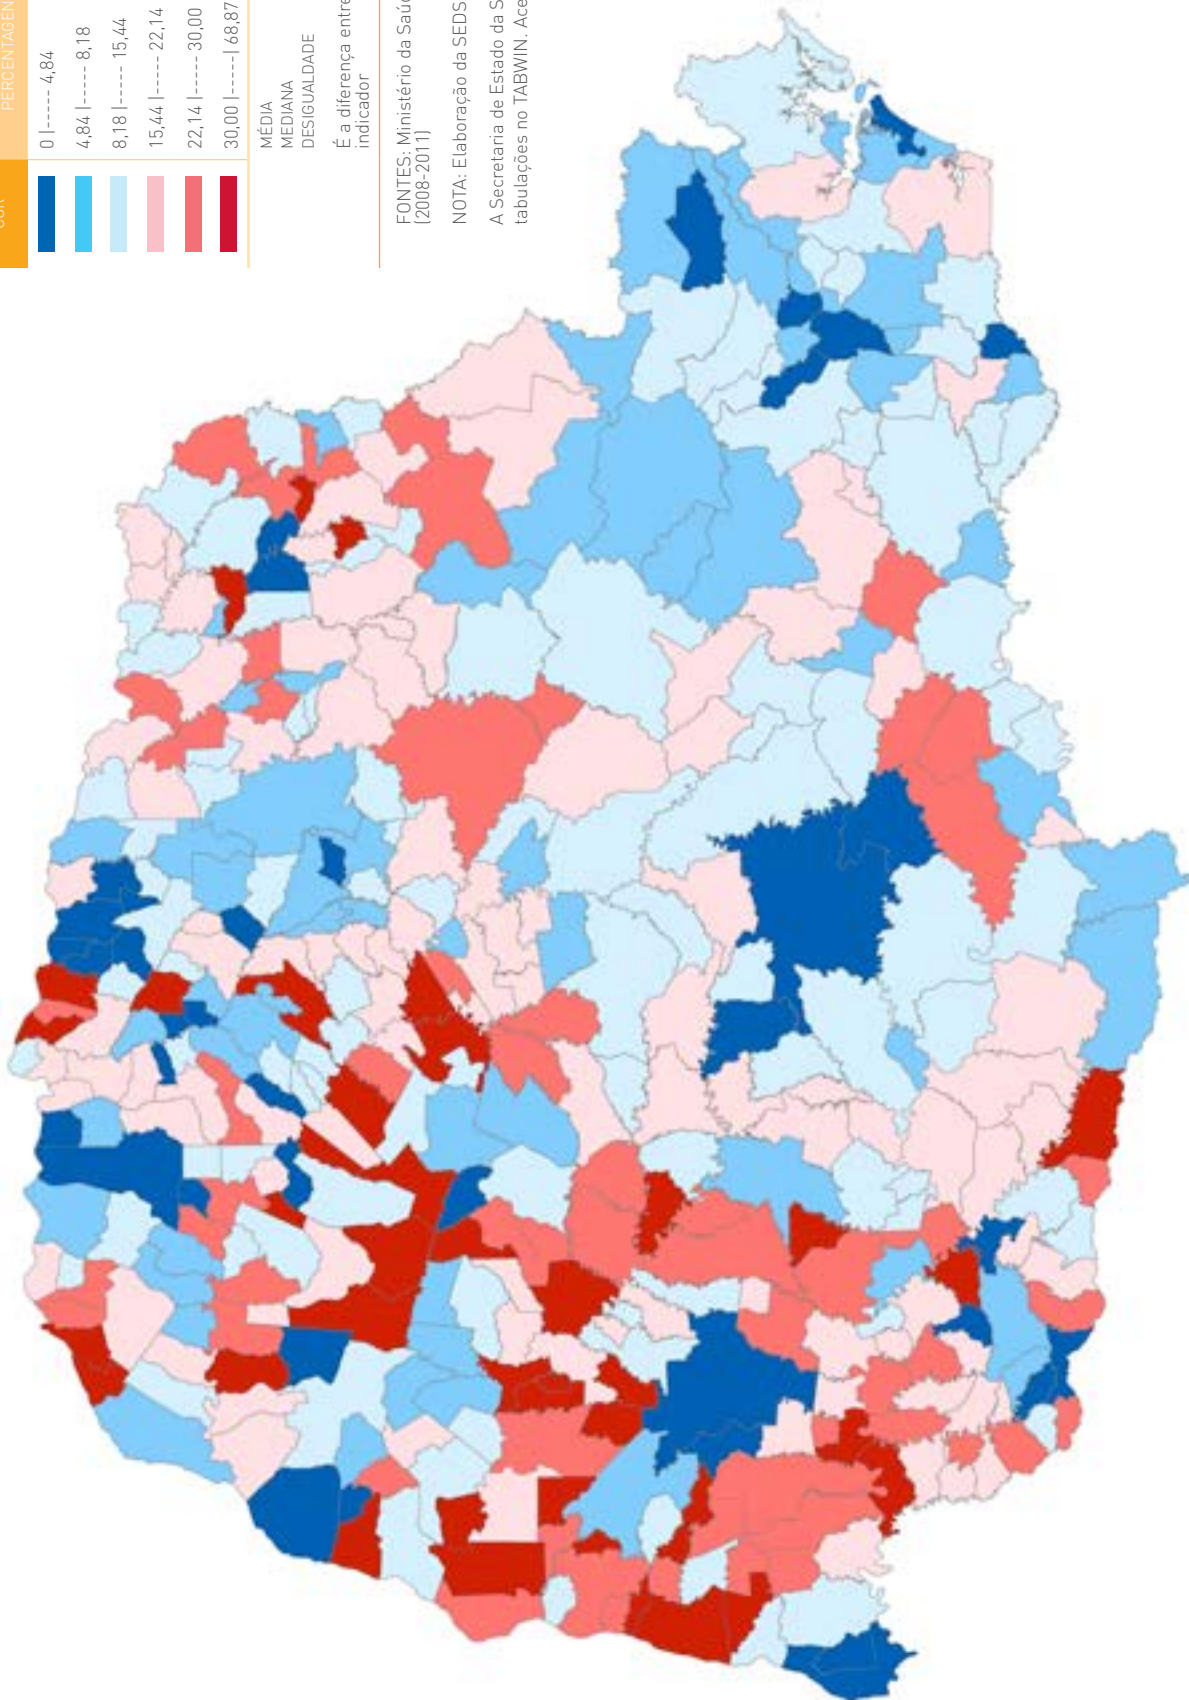 PERCENTAGEN
0 |----- 4,84
4,84 |----- 8,18
8,18 |----- 15,44
15,44 |----- 22,14
22,14 |----- 30,00
30,00 |-----| 68,87
MÉDIA
MEDIANA
DESIGUALDADE
É a diferença entre
indicador
FONTES: Ministério da Saúd
(2008-2011)
NOTA: Elaboração da SEDS
A Secretaria de Estado da S
tabulações no TABWIN. Ace